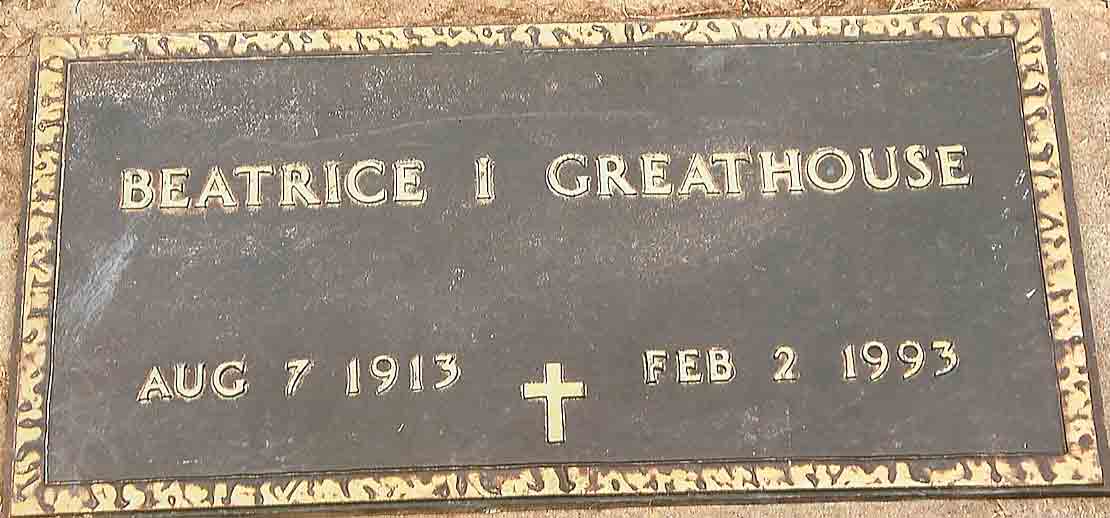 BEATRICE I GREATHOUSE
AUG 7 1913 FEB 2 1993